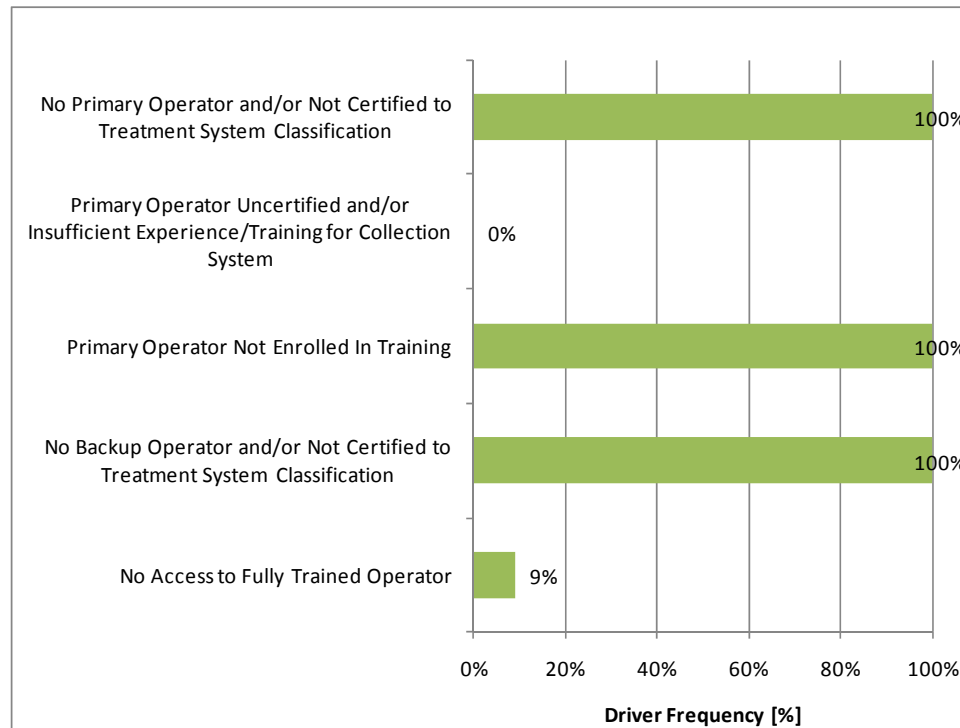 No Primary Operator and/or Not Certified to
Treatment System Classification
100%
Primary Operator Uncertified and/or
Insufficient Experience/Training for Collection
System
0%
Primary Operator Not Enrolled In Training
100%
No Backup Operator and/or Not Certified to
Treatment System Classification
100%
No Access to Fully Trained Operator
9%
0% 20% 40% 60% 80% 100%
Driver Frequency [%]